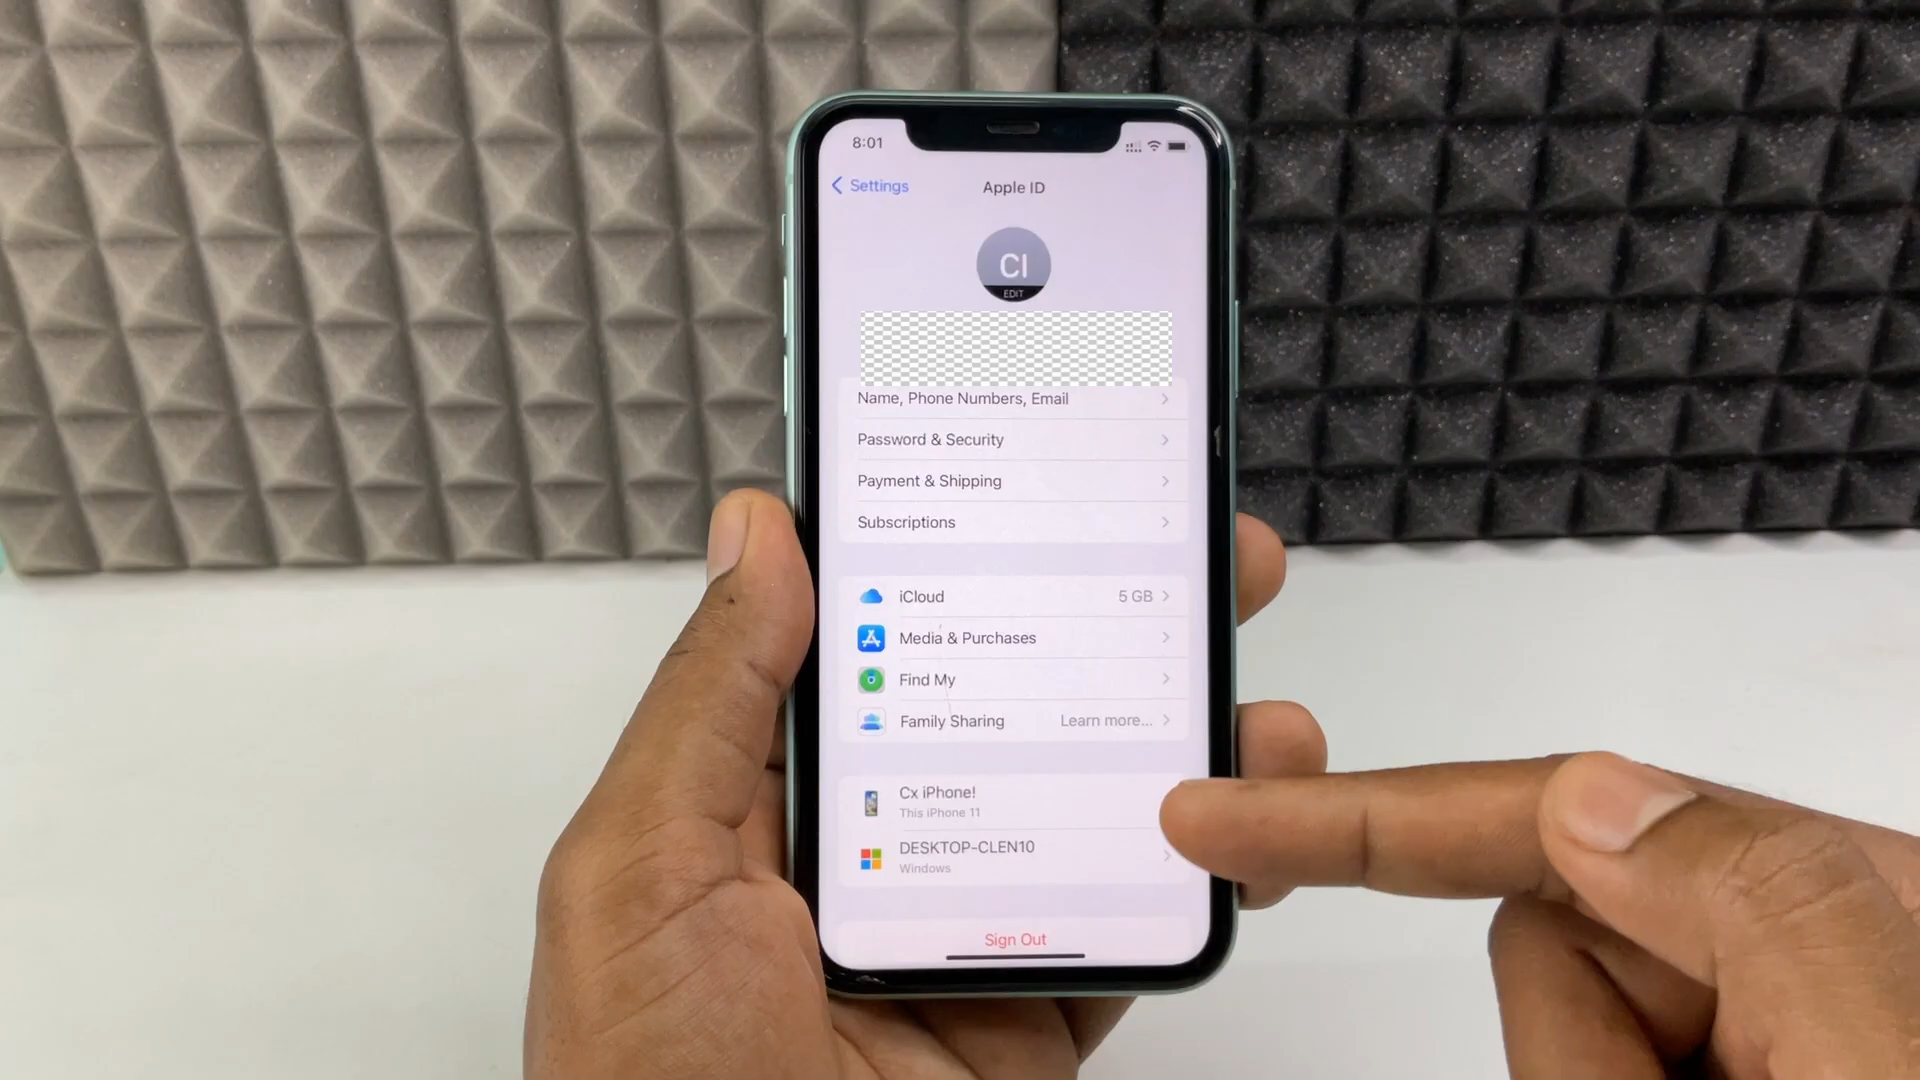 8:01
Settings
Apple ID
CI
EDIT
Name, Phone Numbers, Email
Password & Security
Payment & Shipping
Subscriptions
iCloud 5 GB
Media & Purchases
Find My
Family Sharing Learn more...
Cx iPhone!
This iPhone 11
DESKTOP-CLEN10
Windows
Sign Out